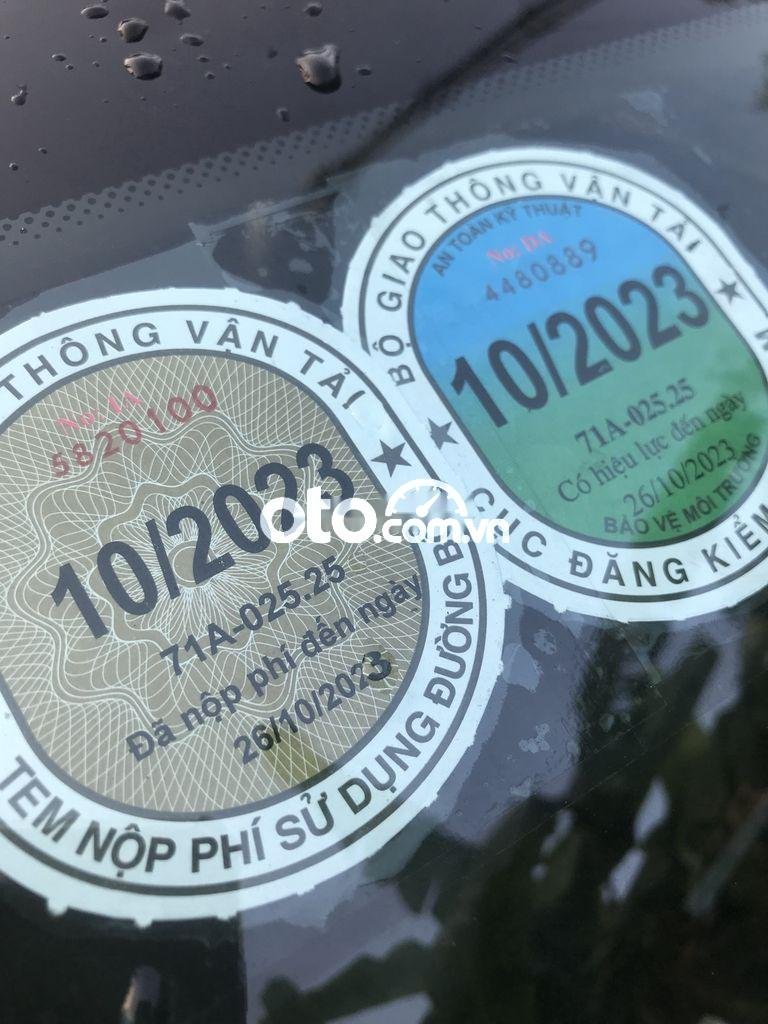 THÔNG VẬN TẢI
No: IA
5820100
10/2023
71A-025.25
Đã nộp phí đến ngày
26/10/2023
TEM NỘP PHÍ SỬ DỤNG ĐƯỜNG B
BỘ GIAO THÔNG VẬN TẢI
AN TOÀN KỸ THUẬT
No: DA
4480889
10/2023
71A-025.25
Có hiệu lực đến ngày
26/10/2023
BẢO VỆ MÔI TRƯỜNG
CỤC ĐĂNG KIỂM
oto.com.vn